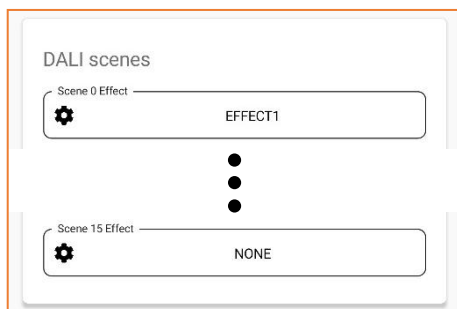 DALI scenes
Scene 0 Effect
EFFECT1
Scene 15 Effect
NONE